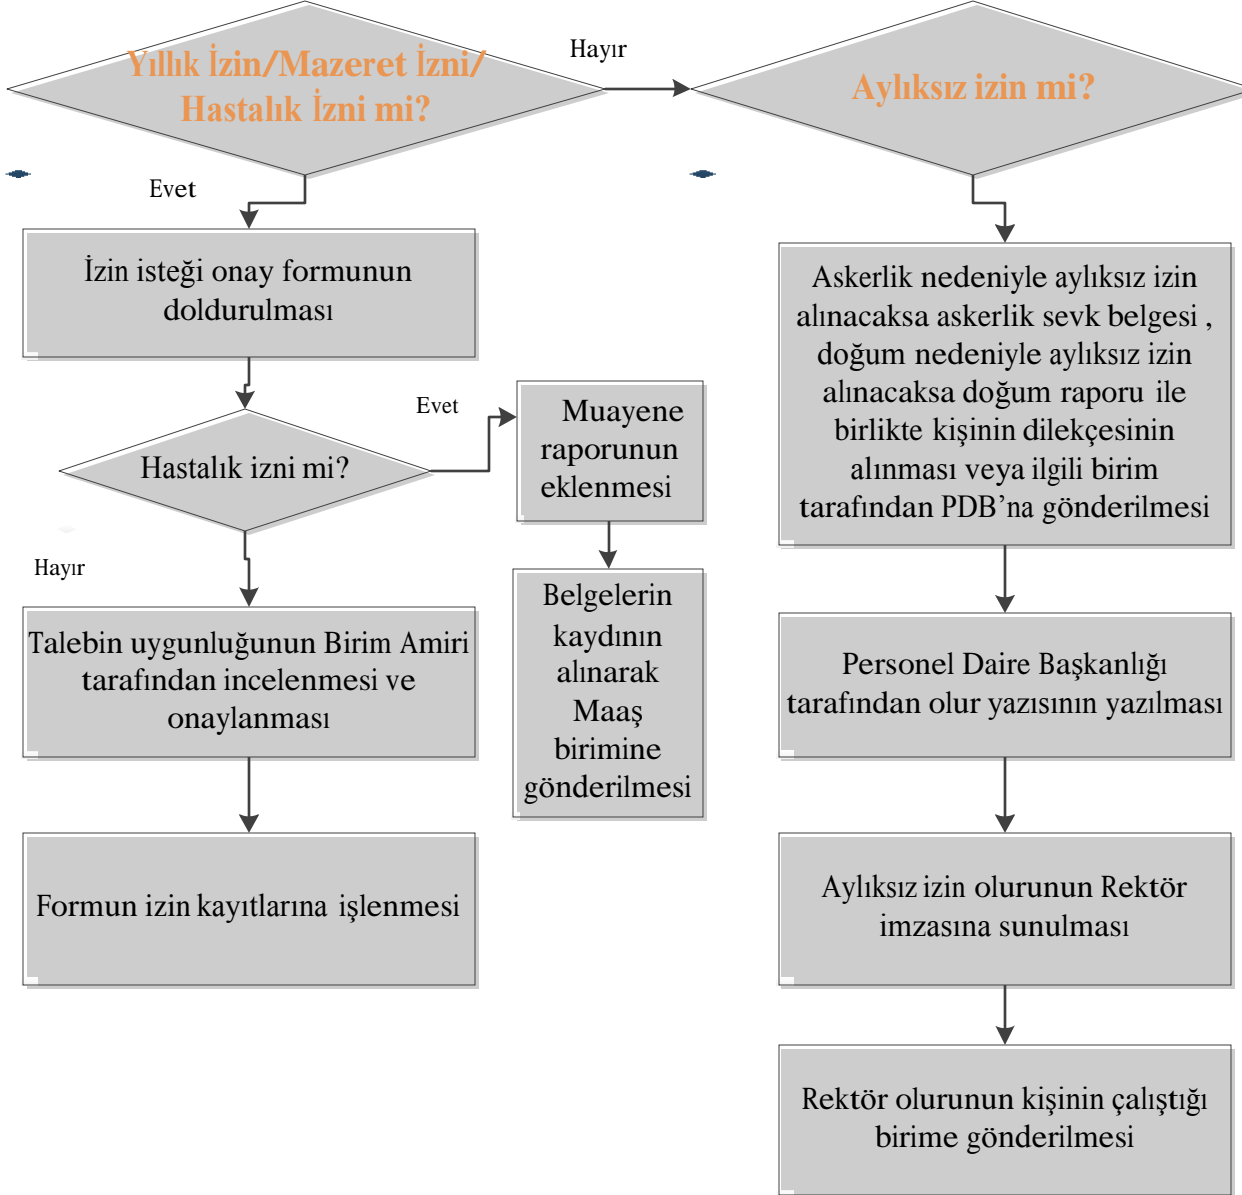 Yıllık İzin/Mazeret İzni/
Hastalık İzni mi?
Hayır
Aylıksız izin mi?
Evet
İzin isteği onay formunun
doldurulması
Hastalık izni mi?
Evet
Muayene
raporunun
eklenmesi
Belgelerin
kaydının
alınarak
Maaş
birimine
gönderilmesi
Hayır
Talebin uygunluğunun Birim Amiri
tarafından incelenmesi ve
onaylanması
Formun izin kayıtlarına işlenmesi
Askerlik nedeniyle aylıksız izin
alınacaksa askerlik sevk belgesi ,
doğum nedeniyle aylıksız izin
alınacaksa doğum raporu ile
birlikte kişinin dilekçesinin
alınması veya ilgili birim
tarafından PDB’na gönderilmesi
Personel Daire Başkanlığı
tarafından olur yazısının yazılması
Aylıksız izin olurunun Rektör
imzasına sunulması
Rektör olurunun kişinin çalıştığı
birime gönderilmesi